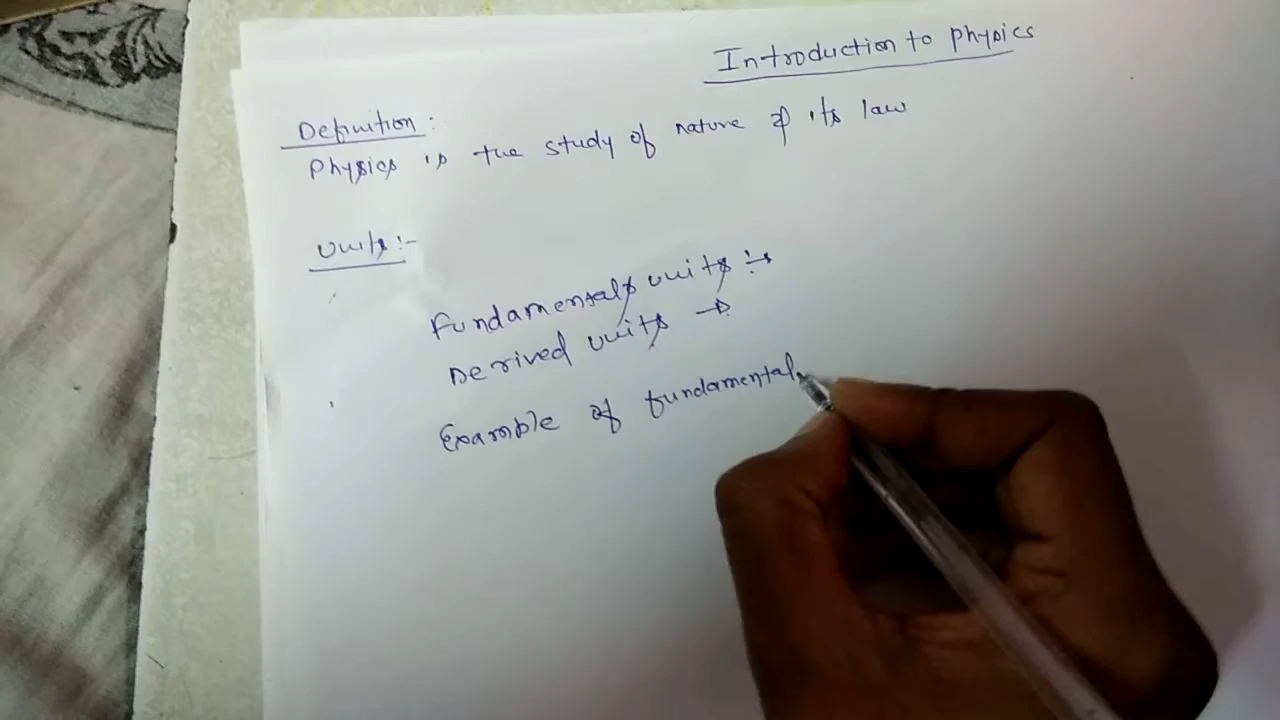 Introduction to physics
Definition:
Physics is the study of nature & its law
Units:-
Fundamentals units :→
Derived units →
Example of fundamental